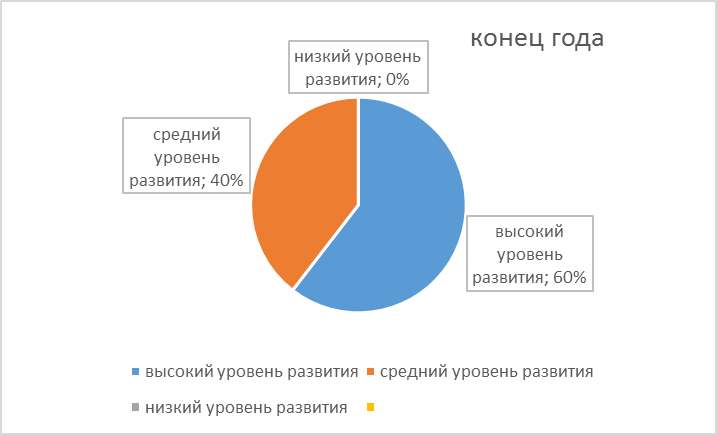 конец года
низкий уровень
развития; 0%
средний
уровень
развития; 40%
высокий
уровень
развития; 60%
высокий уровень развития
средний уровень развития
низкий уровень развития